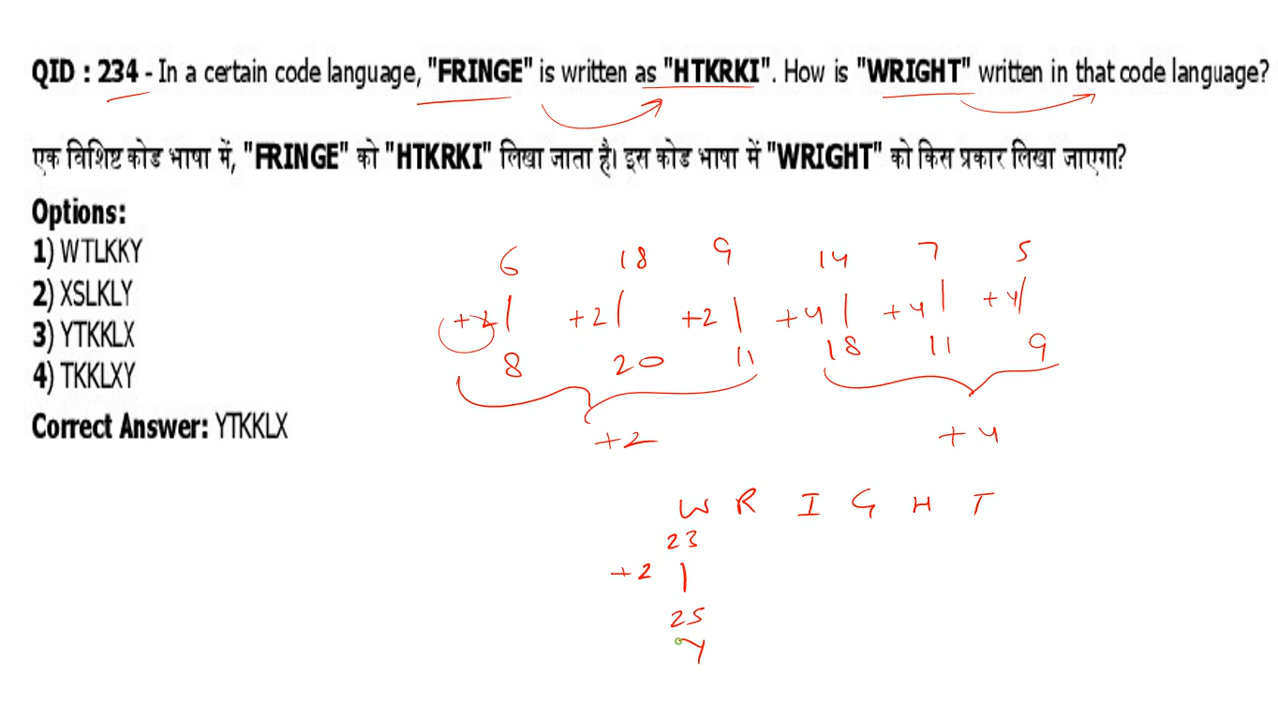 QID : 234 - In a certain code language, "FRINGE" is written as "HTKRKI". How is "WRIGHT" written in that code language?
एक विशिष्ट कोड भाषा में, "FRINGE" को "HTKRKI" लिखा जाता है। इस कोड भाषा में "WRIGHT" को किस प्रकार लिखा जाएगा?
Options:
1) WTLKKY
2) XSLKLY
3) YTKKLX
4) TKKLXY
Correct Answer: YTKKLX
6 18 9 14 7 5
+2 +2 +2 +4 +4 +4
8 20 11 18 11 9
+2 +4
W R I G H T
23
+2
25
Y